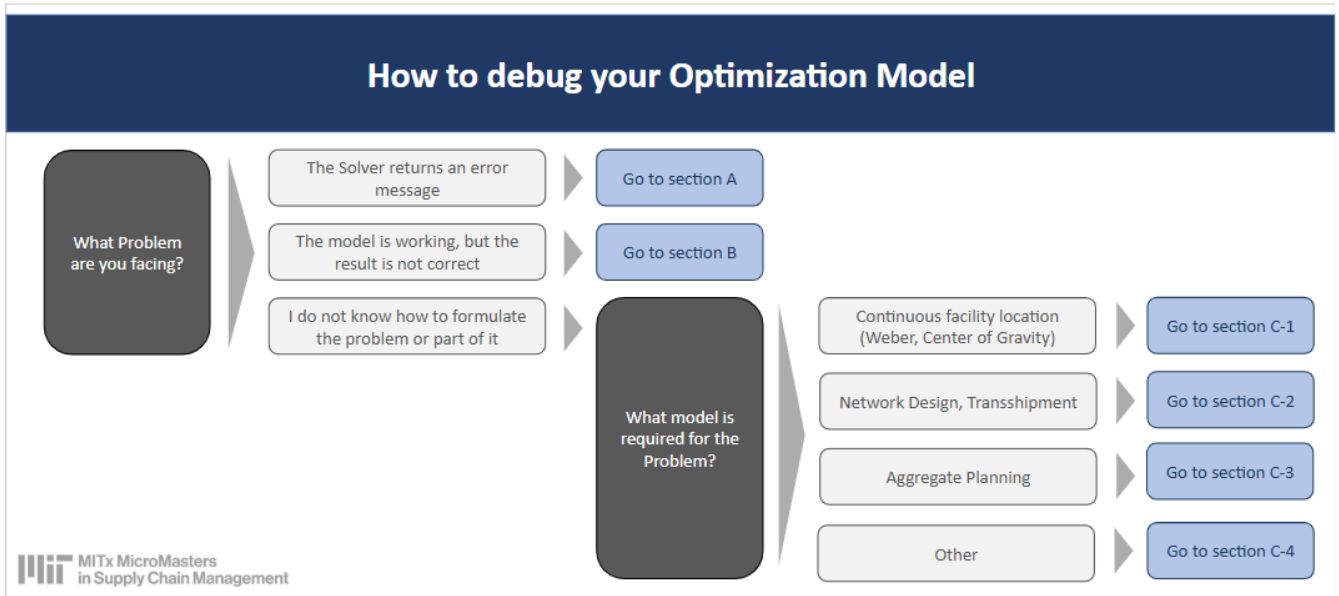 How to debug your Optimization Model
What Problem
are you facing?
The Solver returns an error
message
Go to section A
The model is working, but the
result is not correct
Go to section B
I do not know how to formulate
the problem or part of it
What model is
required for the
Problem?
Continuous facility location
(Weber, Center of Gravity)
Go to section C-1
Network Design, Transshipment
Go to section C-2
Aggregate Planning
Go to section C-3
Other
Go to section C-4
MIT
MITx MicroMasters
in Supply Chain Management